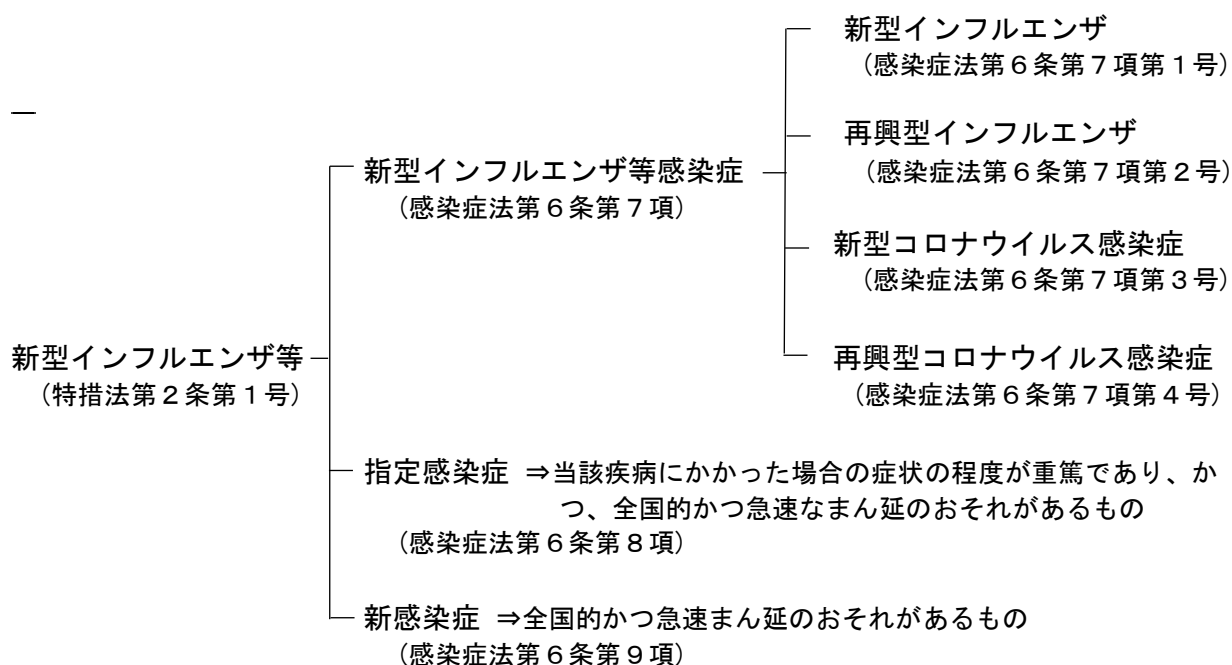 新型インフルエンザ
（感染症法第６条第７項第１号）
再興型インフルエンザ
（感染症法第６条第７項第２号）
新型インフルエンザ等感染症
（感染症法第６条第７項）
新型コロナウイルス感染症
（感染症法第６条第７項第３号）
新型インフルエンザ等
（特措法第２条第１号）
再興型コロナウイルス感染症
（感染症法第６条第７項第４号）
指定感染症 ⇒当該疾病にかかった場合の症状の程度が重篤であり、か
つ、全国的かつ急速なまん延のおそれがあるもの
（感染症法第６条第８項）
新感染症 ⇒全国的かつ急速まん延のおそれがあるもの
（感染症法第６条第９項）